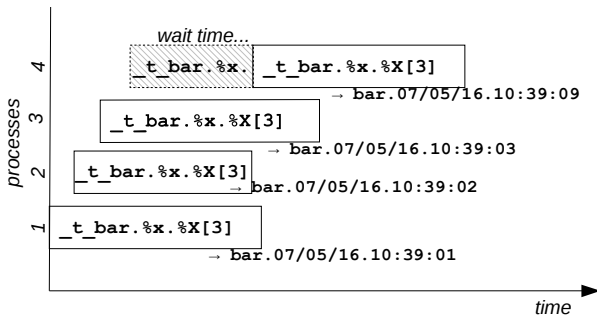 wait time...
4
_t_bar.%x.
_t_bar.%x.%X[3]
→ bar.07/05/16.10:39:09
3
_t_bar.%x.%X[3]
→ bar.07/05/16.10:39:03
processes
2
_t_bar.%x.%X[3]
→ bar.07/05/16.10:39:02
1
_t_bar.%x.%X[3]
→ bar.07/05/16.10:39:01
time